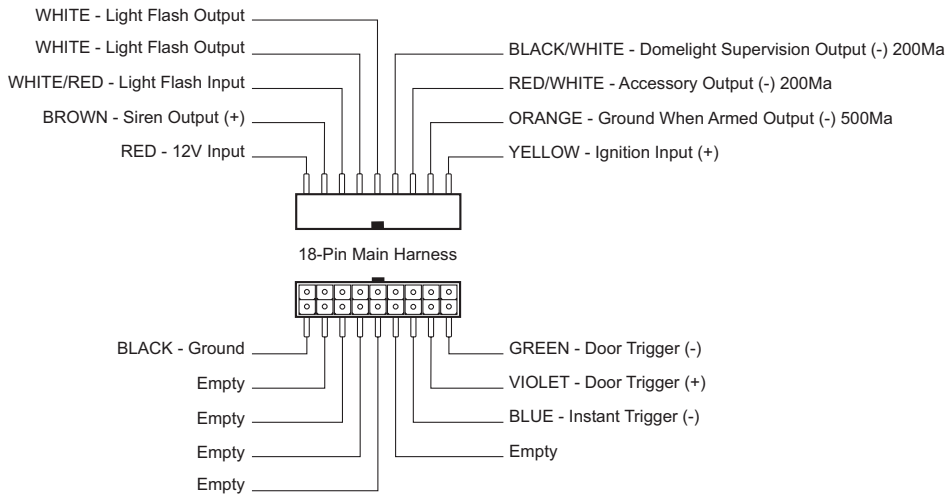 WHITE - Light Flash Output
WHITE - Light Flash Output
WHITE/RED - Light Flash Input
BROWN - Siren Output (+)
RED - 12V Input
BLACK/WHITE - Domelight Supervision Output (-) 200Ma
RED/WHITE - Accessory Output (-) 200Ma
ORANGE - Ground When Armed Output (-) 500Ma
YELLOW - Ignition Input (+)
18-Pin Main Harness
BLACK - Ground
Empty
Empty
Empty
Empty
GREEN - Door Trigger (-)
VIOLET - Door Trigger (+)
BLUE - Instant Trigger (-)
Empty